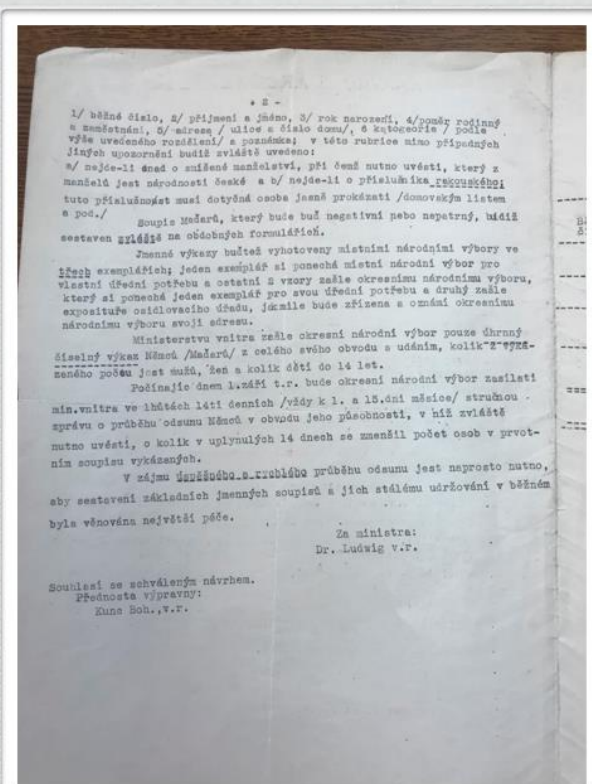 - 2 -
1/ běžné číslo, 2/ příjmení a jméno, 3/ rok narození, 4/poměr rodinný
a zaměstnání, 5/ adresa / ulice a číslo domu/, 6 kategorie / podle
výše uvedeného rozdělení/ a poznámka; v této rubrice mimo případných
jiných upozornění budiž zvláště uvedeno:
a/ nejde-li snad o smíšené manželství, při čemž nutno uvésti, který z
manželů jest národnosti české a b/ nejde-li o příslušníka rakouského;
tuto příslušnost musí dotyčná osoba jasně prokázati /domovským listem
a pod./
Soupis Maďarů, který bude buď negativní nebo nepatrný, budiž
sestaven zvláště na obdobných formulářích.
Jmenné výkazy buďtež vyhotoveny místními národními výbory ve
třech exemplářích; jeden exemplář si ponechá místní národní výbor pro
vlastní úřední potřebu a ostatní 2 vzory zašle okresnímu národnímu výboru,
který si ponechá jeden exemplář pro svou úřední potřebu a druhý zašle
expositure osidlovacího úřadu, jakmile bude zřízena a oznámí okresnímu
národnímu výboru svoji adresu.
Ministerstvu vnitra zašle okresní národní výbor pouze úhrnný
číselný výkaz Němců /Maďarů/ z celého svého obvodu s udáním, kolik z vyká-
zaného počtu jest mužů, žen a kolik dětí do 14 let.
Počínajíc dnem 1.září t.r. bude okresní národní výbor zasílati
min.vnitra ve lhůtách 14ti denních /vždy k 1. a 15.dni měsíce/ stručnou
zprávu o průběhu odsunu Němců v obvodu jeho působnosti, v níž zvláště
nutno uvésti, o kolik v uplynulých 14 dnech se zmenšil počet osob v prvot-
ním soupisu vykázaných.
V zájmu úspěšného a rychlého průběhu odsunu jest naprosto nutno,
aby sestavení základních jmenných soupisů a jich stálému udržování v běžném
byla věnována největší péče.
Za ministra:
Dr. Ludwig v.r.
Souhlasí se schváleným návrhem.
Přednosta výpravny:
Kunc Boh.,v.r.